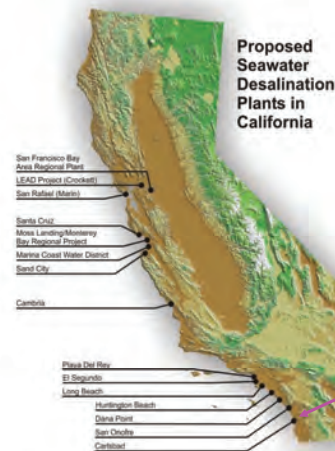 Proposed
Seawater
Desalination
Plants in
California
San Francisco Bay
Area Regional Plant
LEAD Project (Crockett)
San Rafael (Marin)
Santa Cruz
Moss Landing/Monterey
Bay Regional Project
Marina Coast Water District
Sand City
Cambria
Playa Del Rey
El Segundo
Long Beach
Huntington Beach
Dana Point
San Onofre
Carlsbad